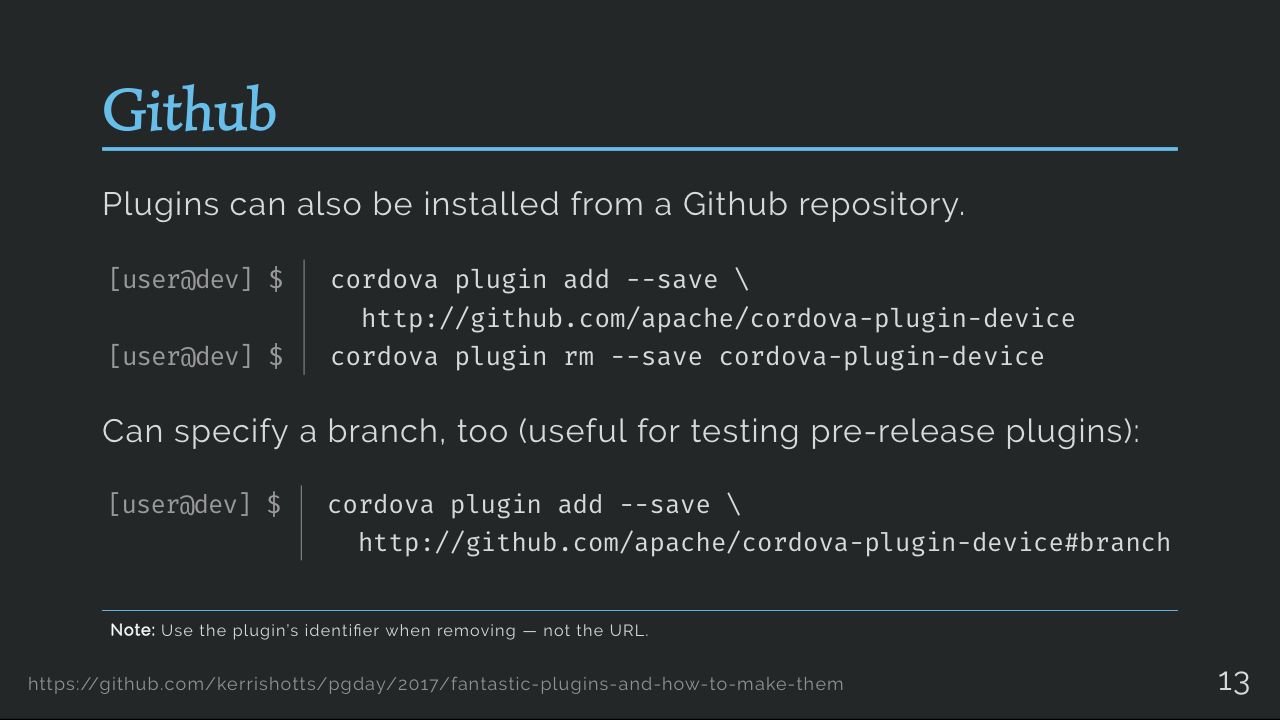 Github
Plugins can also be installed from a Github repository.
[user@dev] $ cordova plugin add --save \
http://github.com/apache/cordova-plugin-device
[user@dev] $ cordova plugin rm --save cordova-plugin-device
Can specify a branch, too (useful for testing pre-release plugins):
[user@dev] $ cordova plugin add --save \
http://github.com/apache/cordova-plugin-device#branch
Note: Use the plugin’s identifier when removing — not the URL.
https://github.com/kerrishotts/pgday/2017/fantastic-plugins-and-how-to-make-them
13